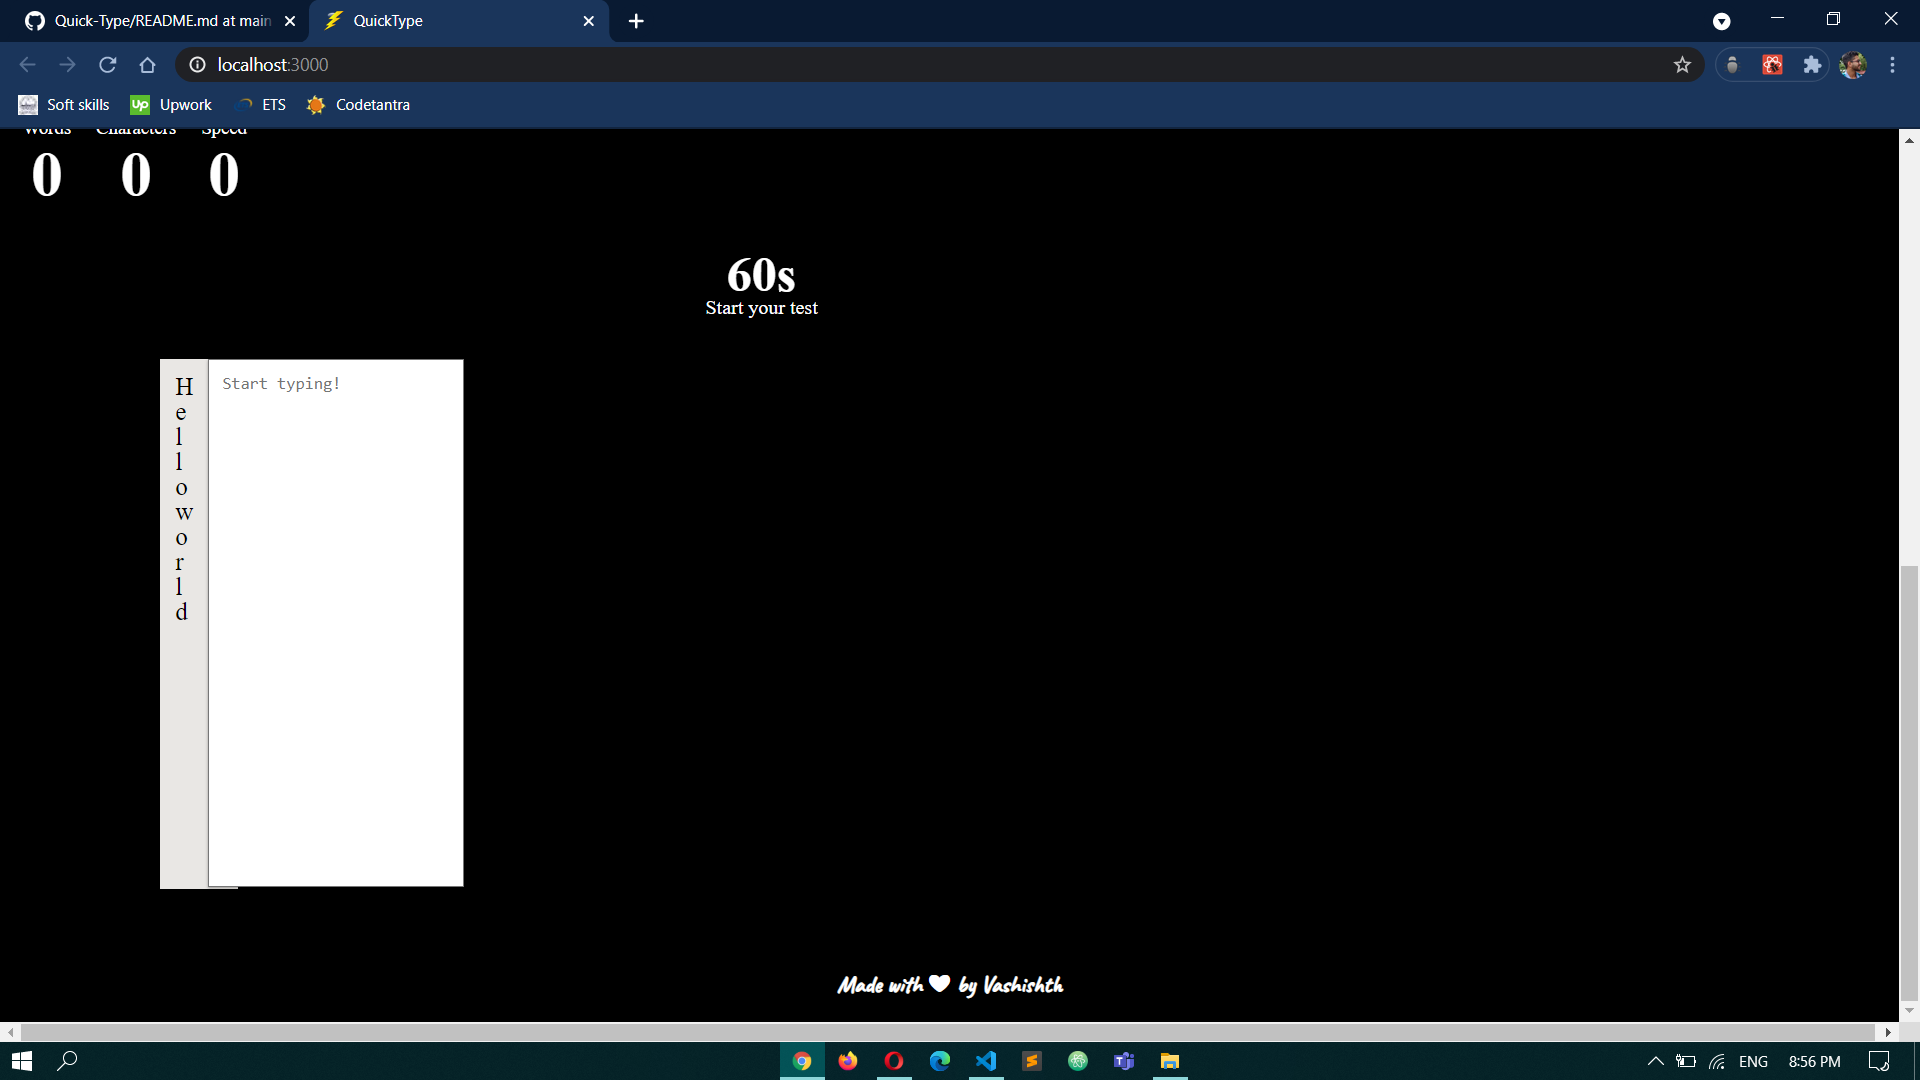 Quick-Type/README.md at main
QuickType
localhost:3000
Soft skills
Up
Upwork
ETS
Codetantra
Words Characters Speed
0 0 0
60s
Start your test
H
e
l
l
o
w
o
r
l
d
Start typing!
Made with by Vashishth
ENG
8:56 PM